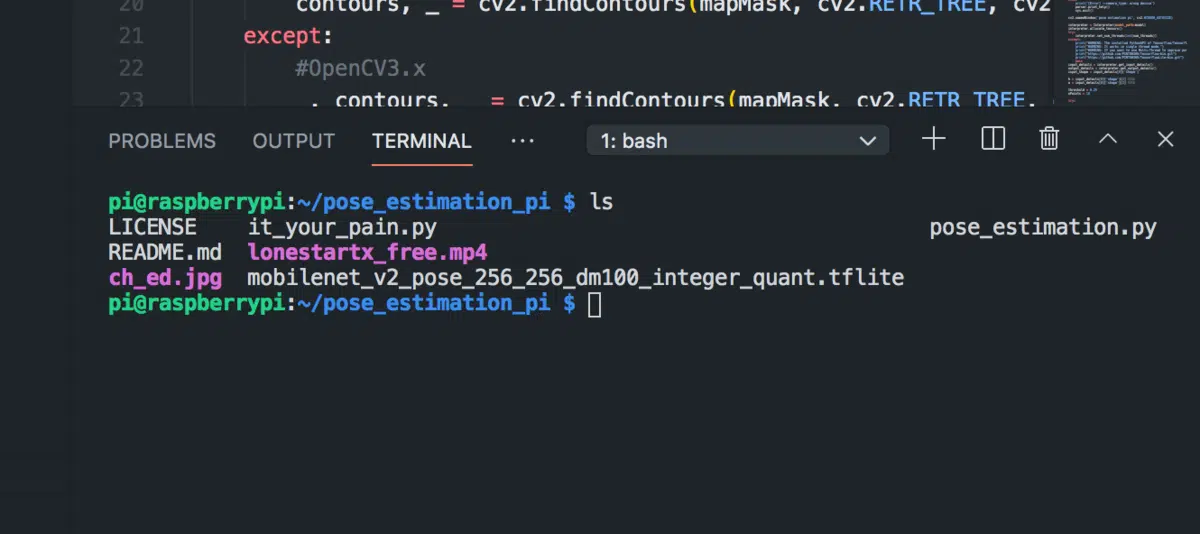 20 contours, _ = cv2.findContours(mapMask, cv2.RETR_TREE, cv2
21 except:
22 #OpenCV3.x
23 _, contours, _ = cv2.findContours(mapMask, cv2.RETR_TREE,
PROBLEMS OUTPUT TERMINAL ··· 1: bash
pi@raspberrypi:~/pose_estimation_pi $ ls
LICENSE it_your_pain.py pose_estimation.py
README.md lonestartx_free.mp4
ch_ed.jpg mobilenet_v2_pose_256_256_dm100_integer_quant.tflite
pi@raspberrypi:~/pose_estimation_pi $